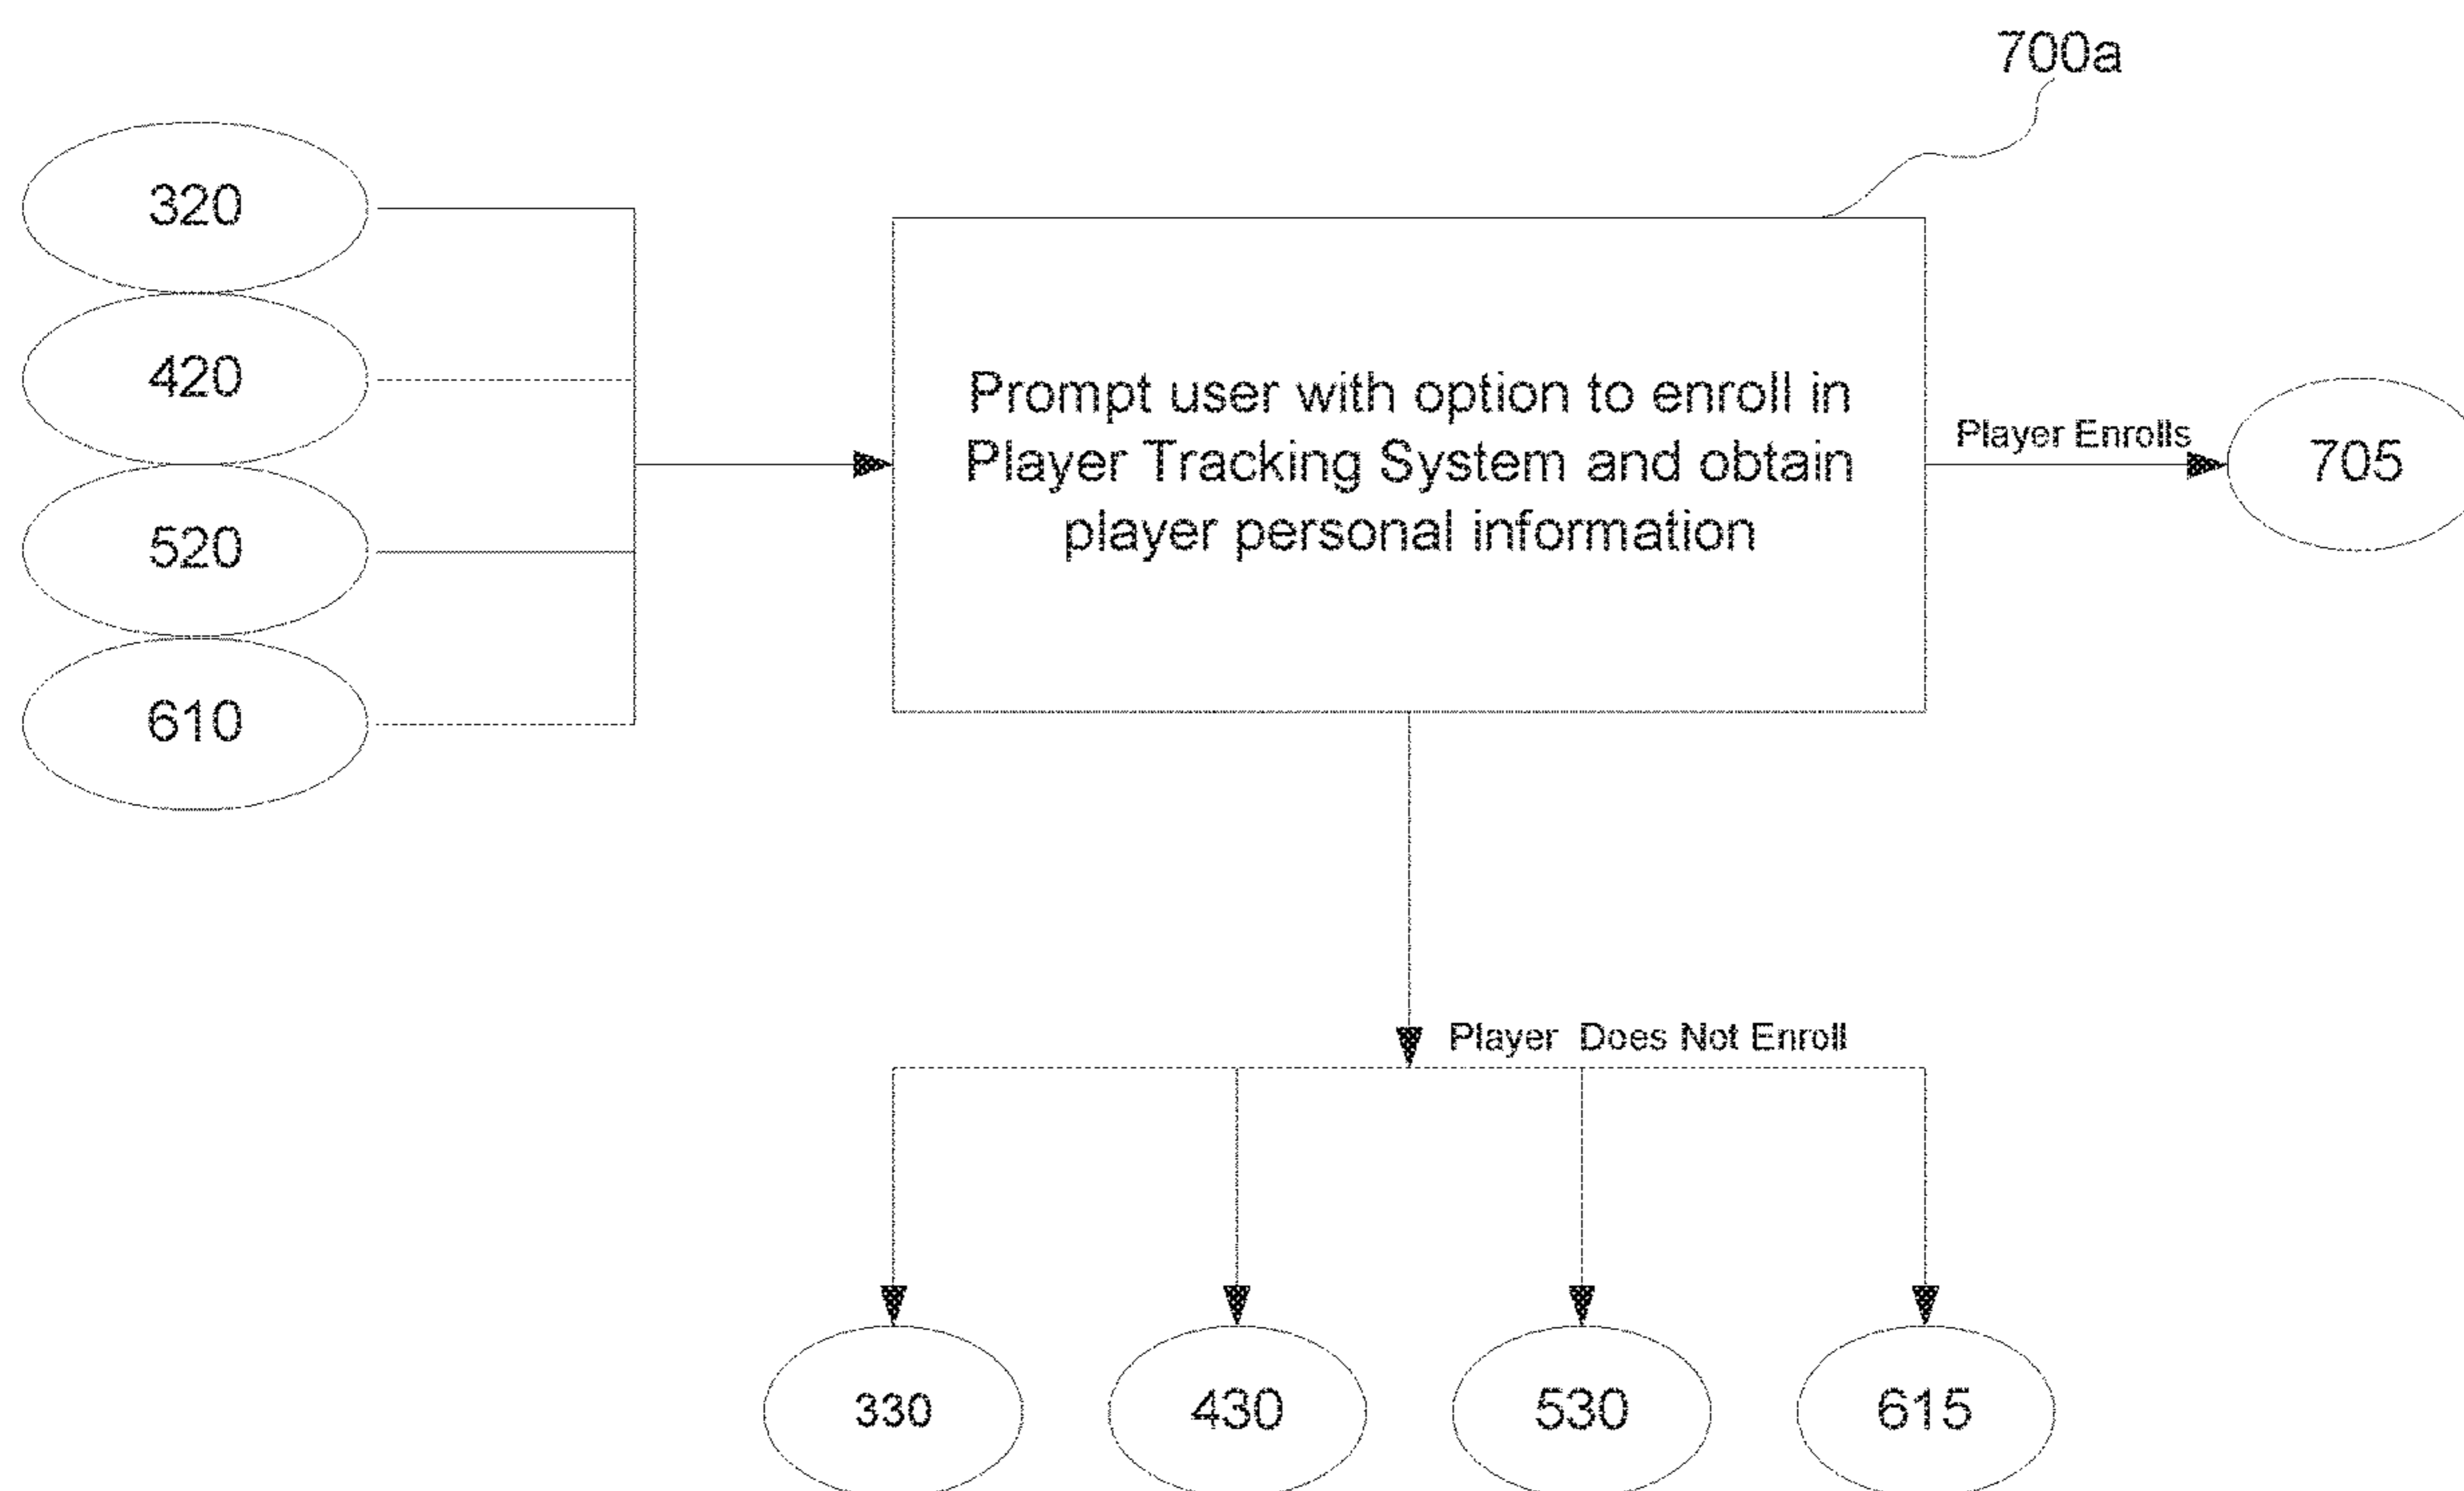 700a
320
420
520
610
Prompt user with option to enroll in
Player Tracking System and obtain
player personal information
Player Enrolls
705
Player Does Not Enroll
330
430
530
615